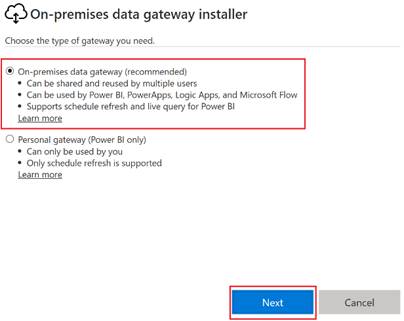 On-premises data gateway installer
Choose the type of gateway you need.
On-premises data gateway (recommended)
• Can be shared and reused by multiple users
• Can be used by Power BI, PowerApps, Logic Apps, and Microsoft Flow
• Supports schedule refresh and live query for Power BI
Learn more
Personal gateway (Power BI only)
• Can only be used by you
• Only schedule refresh is supported
Learn more
Next
Cancel